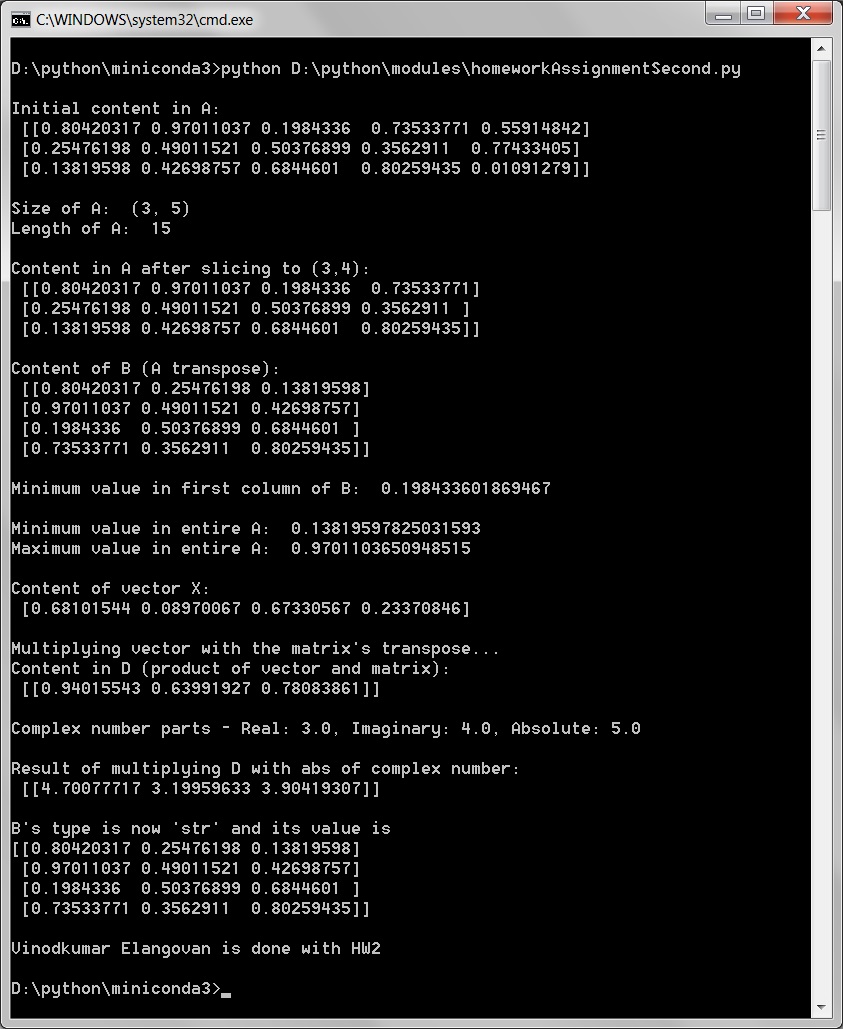 C:\WINDOWS\system32\cmd.exe
D:\python\miniconda3>python D:\python\modules\homeworkAssignmentSecond.py
Initial content in A:
[[0.80420317 0.97011037 0.1984336  0.73533771 0.55914842]
[0.25476198 0.49011521 0.50376899 0.3562911  0.77433405]
[0.13819598 0.42698757 0.6844601  0.80259435 0.01091279]]
Size of A:  (3, 5)
Length of A:  15
Content in A after slicing to (3,4):
[[0.80420317 0.97011037 0.1984336  0.73533771]
[0.25476198 0.49011521 0.50376899 0.3562911 ]
[0.13819598 0.42698757 0.6844601  0.80259435]]
Content of B (A transpose):
[[0.80420317 0.25476198 0.13819598]
[0.97011037 0.49011521 0.42698757]
[0.1984336  0.50376899 0.6844601 ]
[0.73533771 0.3562911  0.80259435]]
Minimum value in first column of B:  0.198433601869467
Minimum value in entire A:  0.13819597825031593
Maximum value in entire A:  0.9701103650948515
Content of vector X:
[0.68101544 0.08970067 0.67330567 0.23370846]
Multiplying vector with the matrix's transpose...
Content in D (product of vector and matrix):
[[0.94015543 0.63991927 0.78083861]]
Complex number parts - Real: 3.0, Imaginary: 4.0, Absolute: 5.0
Result of multiplying D with abs of complex number:
[[4.70077717 3.19959633 3.90419307]]
B's type is now 'str' and its value is
[[0.80420317 0.25476198 0.13819598]
[0.97011037 0.49011521 0.42698757]
[0.1984336  0.50376899 0.6844601 ]
[0.73533771 0.3562911  0.80259435]]
Vinodkumar Elangovan is done with HW2
D:\python\miniconda3>_